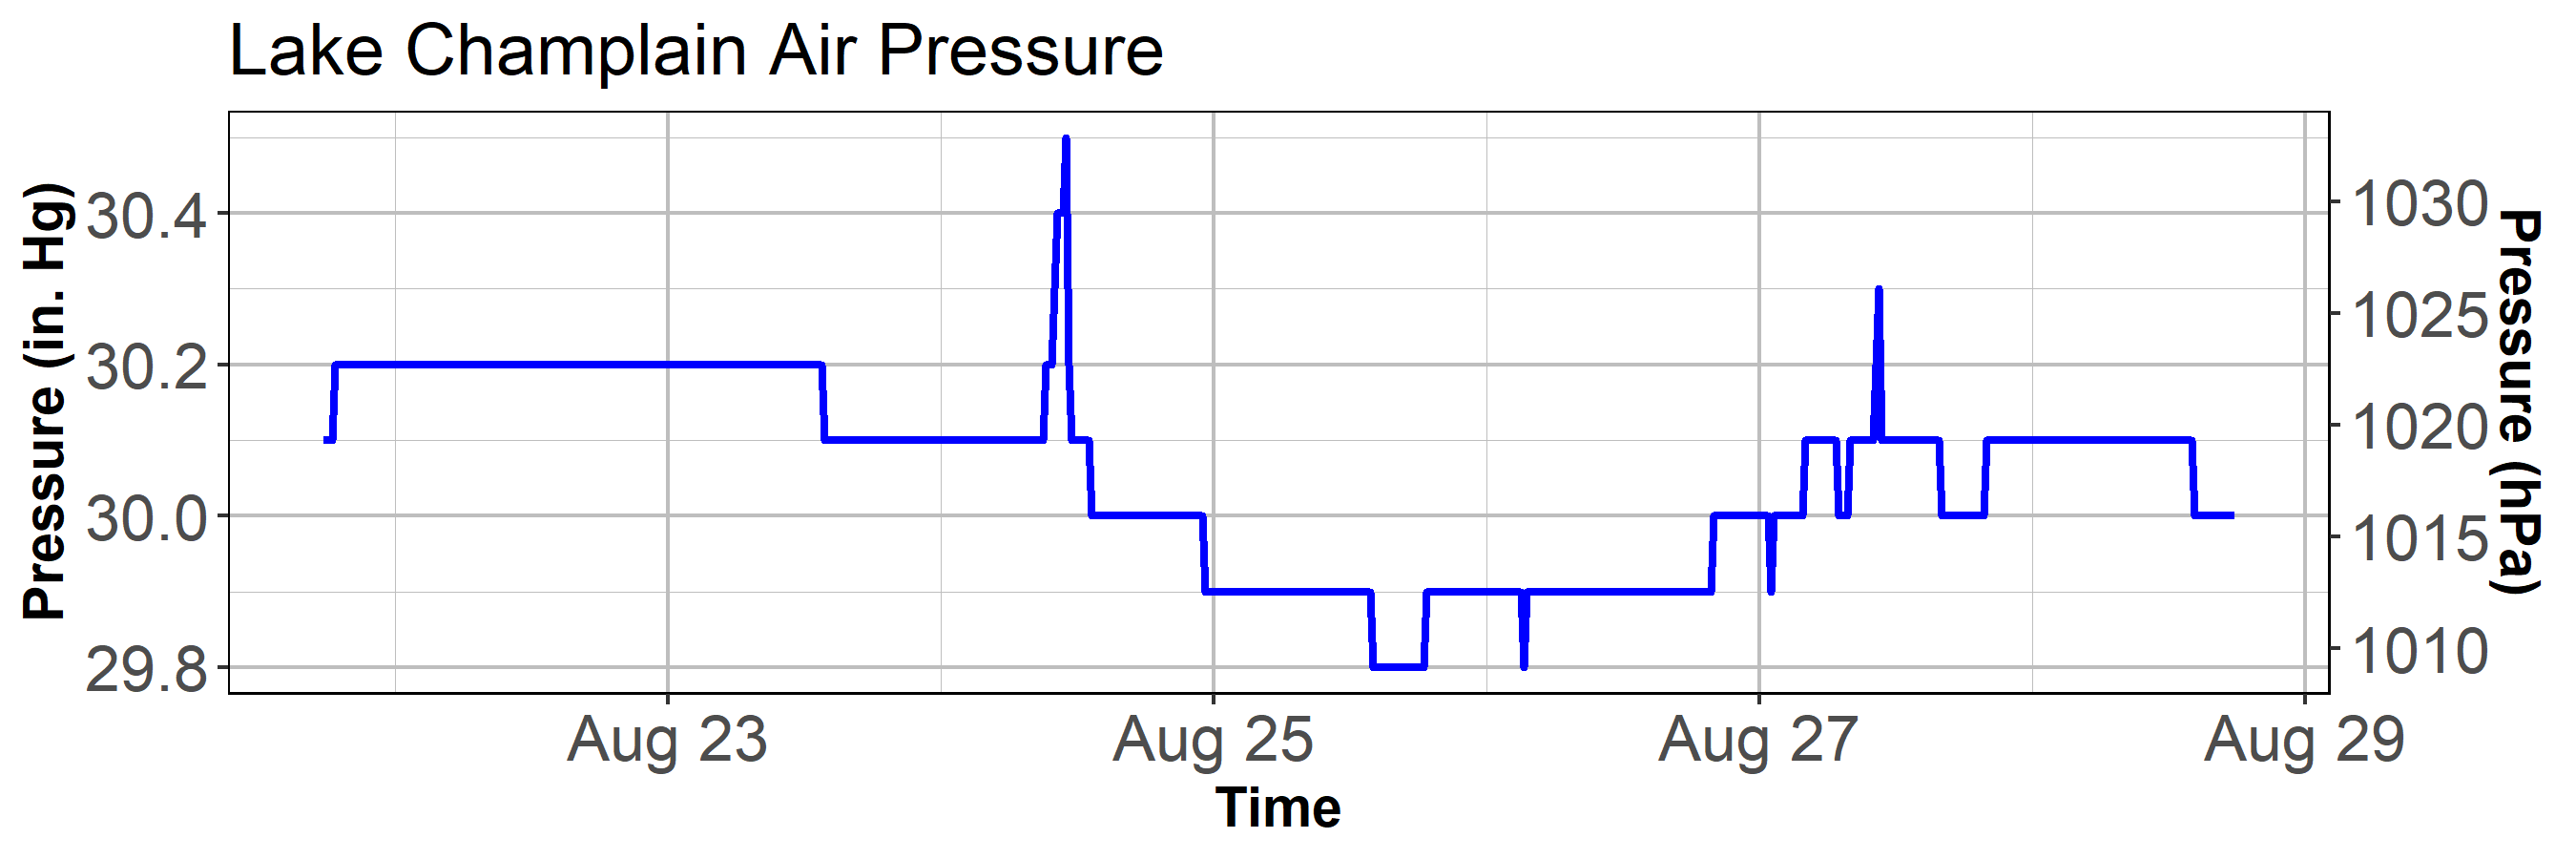 Lake Champlain Air Pressure
Pressure (in. Hg)
30.4
30.2
30.0
29.8
1030
1025
1020
1015
1010
Pressure (hPa)
Aug 23 Aug 25 Aug 27 Aug 29
Time